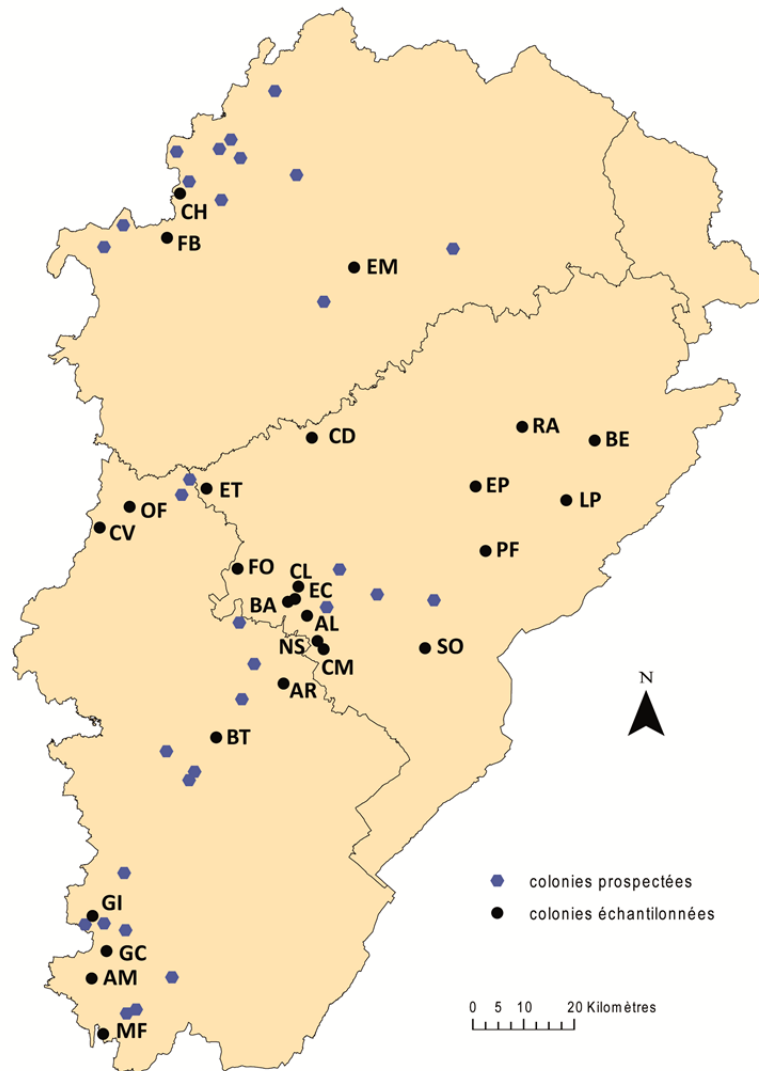 CH
FB
EM
CD
RA
BE
EP
LP
ET
OF
CV
PF
FO
CL
EC
BA
AL
NS
CM
SO
AR
N
BT
colonies prospectées
colonies échantilonnées
GI
GC
AM
MF
0 5 10 20 Kilomètres